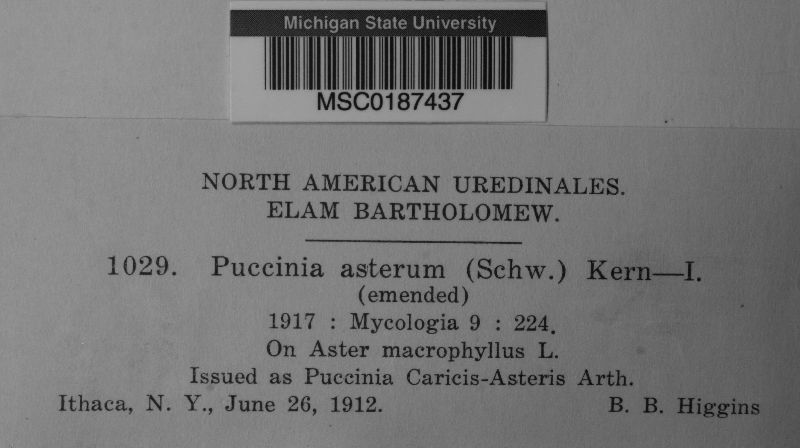 Michigan State University
MSC0187437
NORTH AMERICAN UREDINALES.
ELAM BARTHOLOMEW.
1029. Puccinia asterum (Schw.) Kern—I.
(emended)
1917 : Mycologia 9 : 224.
On Aster macrophyllus L.
Issued as Puccinia Caricis-Asteris Arth.
Ithaca, N. Y., June 26, 1912. B. B. Higgins